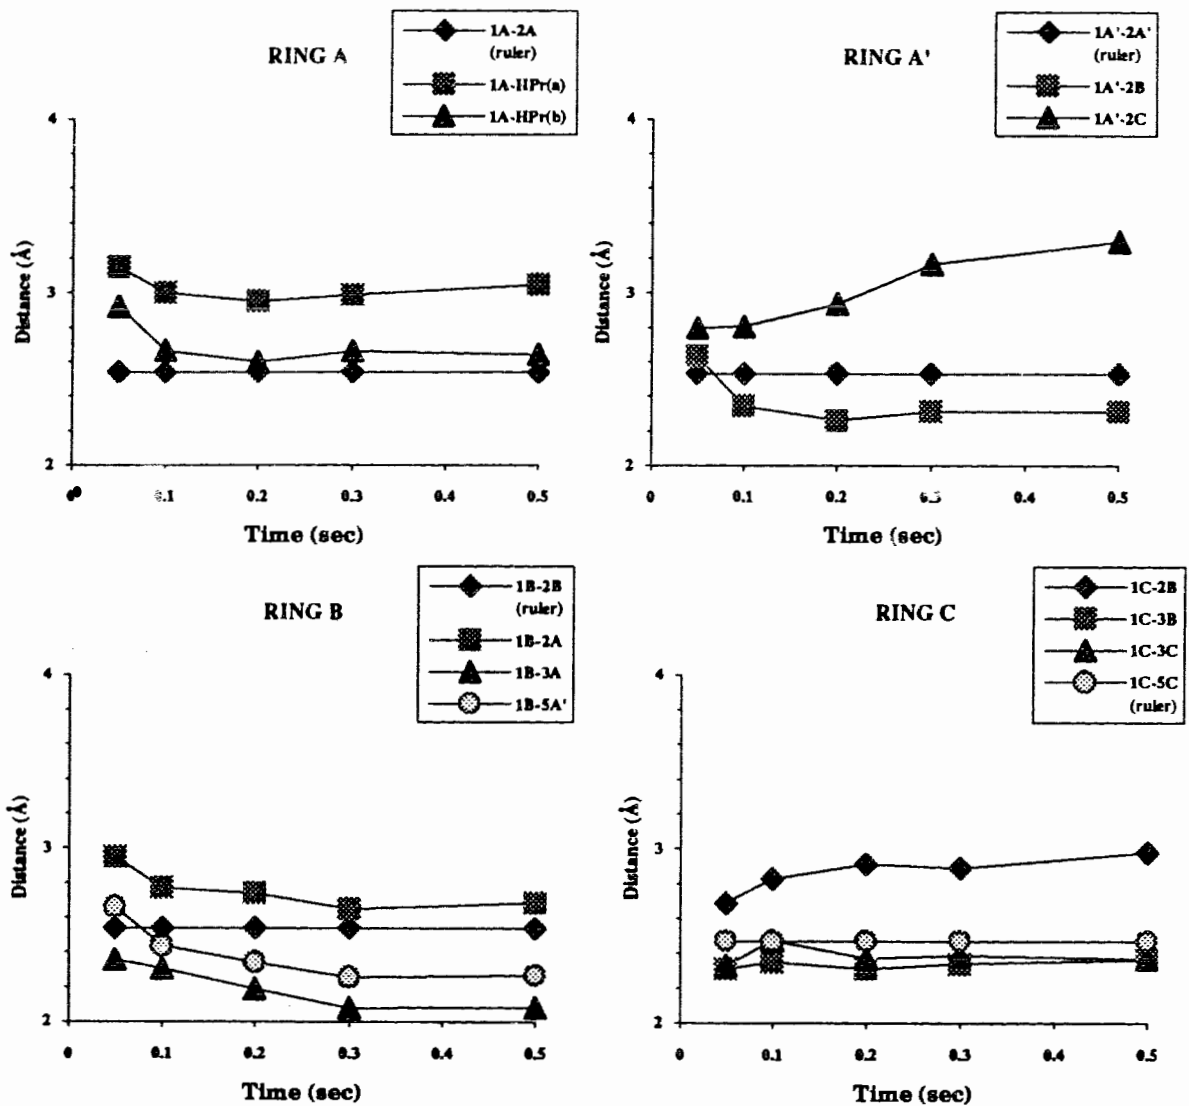 RING A
1A-2A
(ruler)
1A-HPr(a)
1A-HPr(b)
4
3
2
Distance (Å)
0 0.1 0.2 0.3 0.4 0.5
Time (sec)
RING A'
1A'-2A'
(ruler)
1A'-2B
1A'-2C
4
3
2
Distance (Å)
0 0.1 0.2 0.3 0.4 0.5
Time (sec)
RING B
1B-2B
(ruler)
1B-2A
1B-3A
1B-5A'
4
3
2
Distance (Å)
0 0.1 0.2 0.3 0.4 0.5
Time (sec)
RING C
1C-2B
1C-3B
1C-3C
1C-5C
(ruler)
4
3
2
Distance (Å)
0 0.1 0.2 0.3 0.4 0.5
Time (sec)